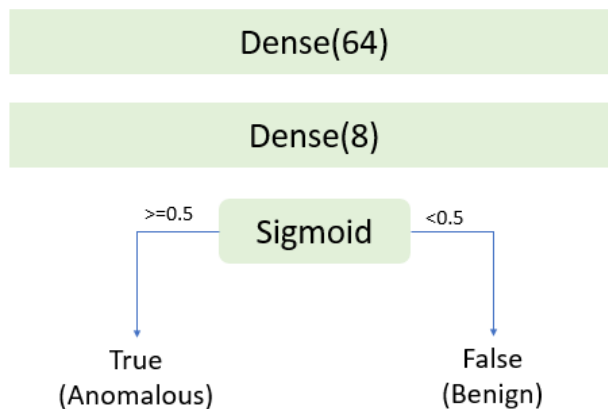 Dense(64)
Dense(8)
>=0.5
Sigmoid
<0.5
True
(Anomalous)
False
(Benign)